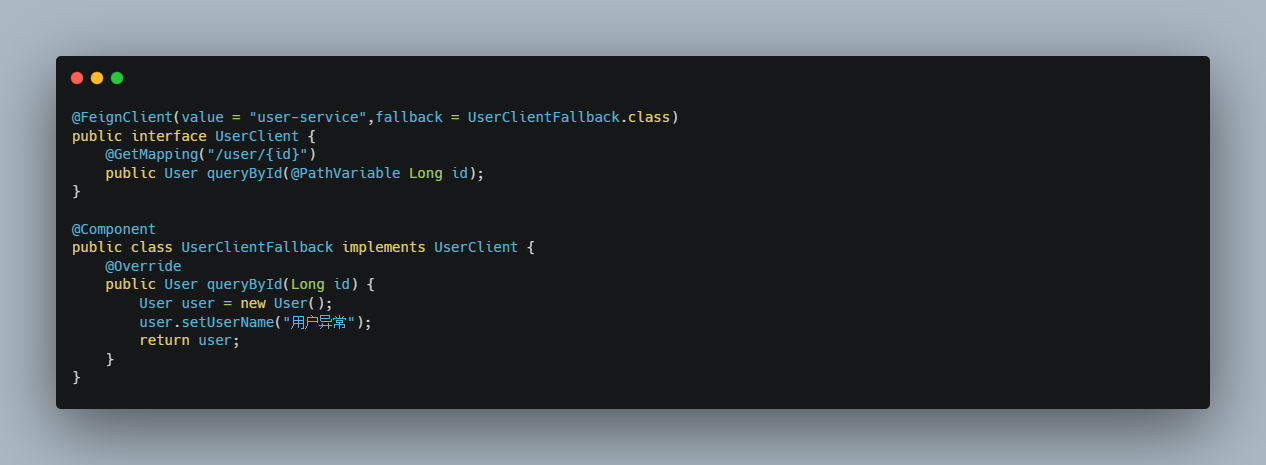 @FeignClient(value = "user-service",fallback = UserClientFallback.class)
public interface UserClient {
    @GetMapping("/user/{id}")
    public User queryById(@PathVariable Long id);
}

@Component
public class UserClientFallback implements UserClient {
    @Override
    public User queryById(Long id) {
        User user = new User();
        user.setUserName("用户异常");
        return user;
    }
}